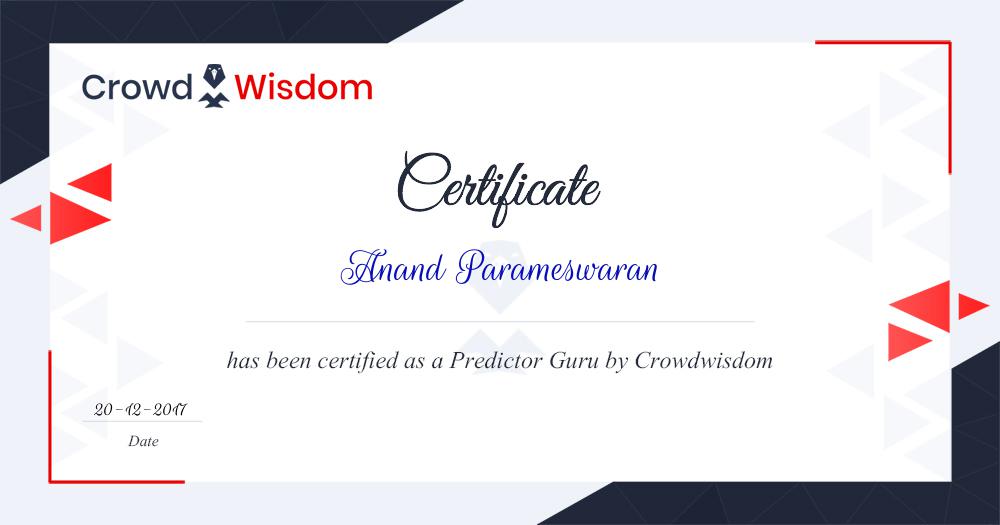 Crowd Wisdom
Certificate
Anand Parameswaran
has been certified as a Predictor Guru by Crowdwisdom
20-12-2017
Date